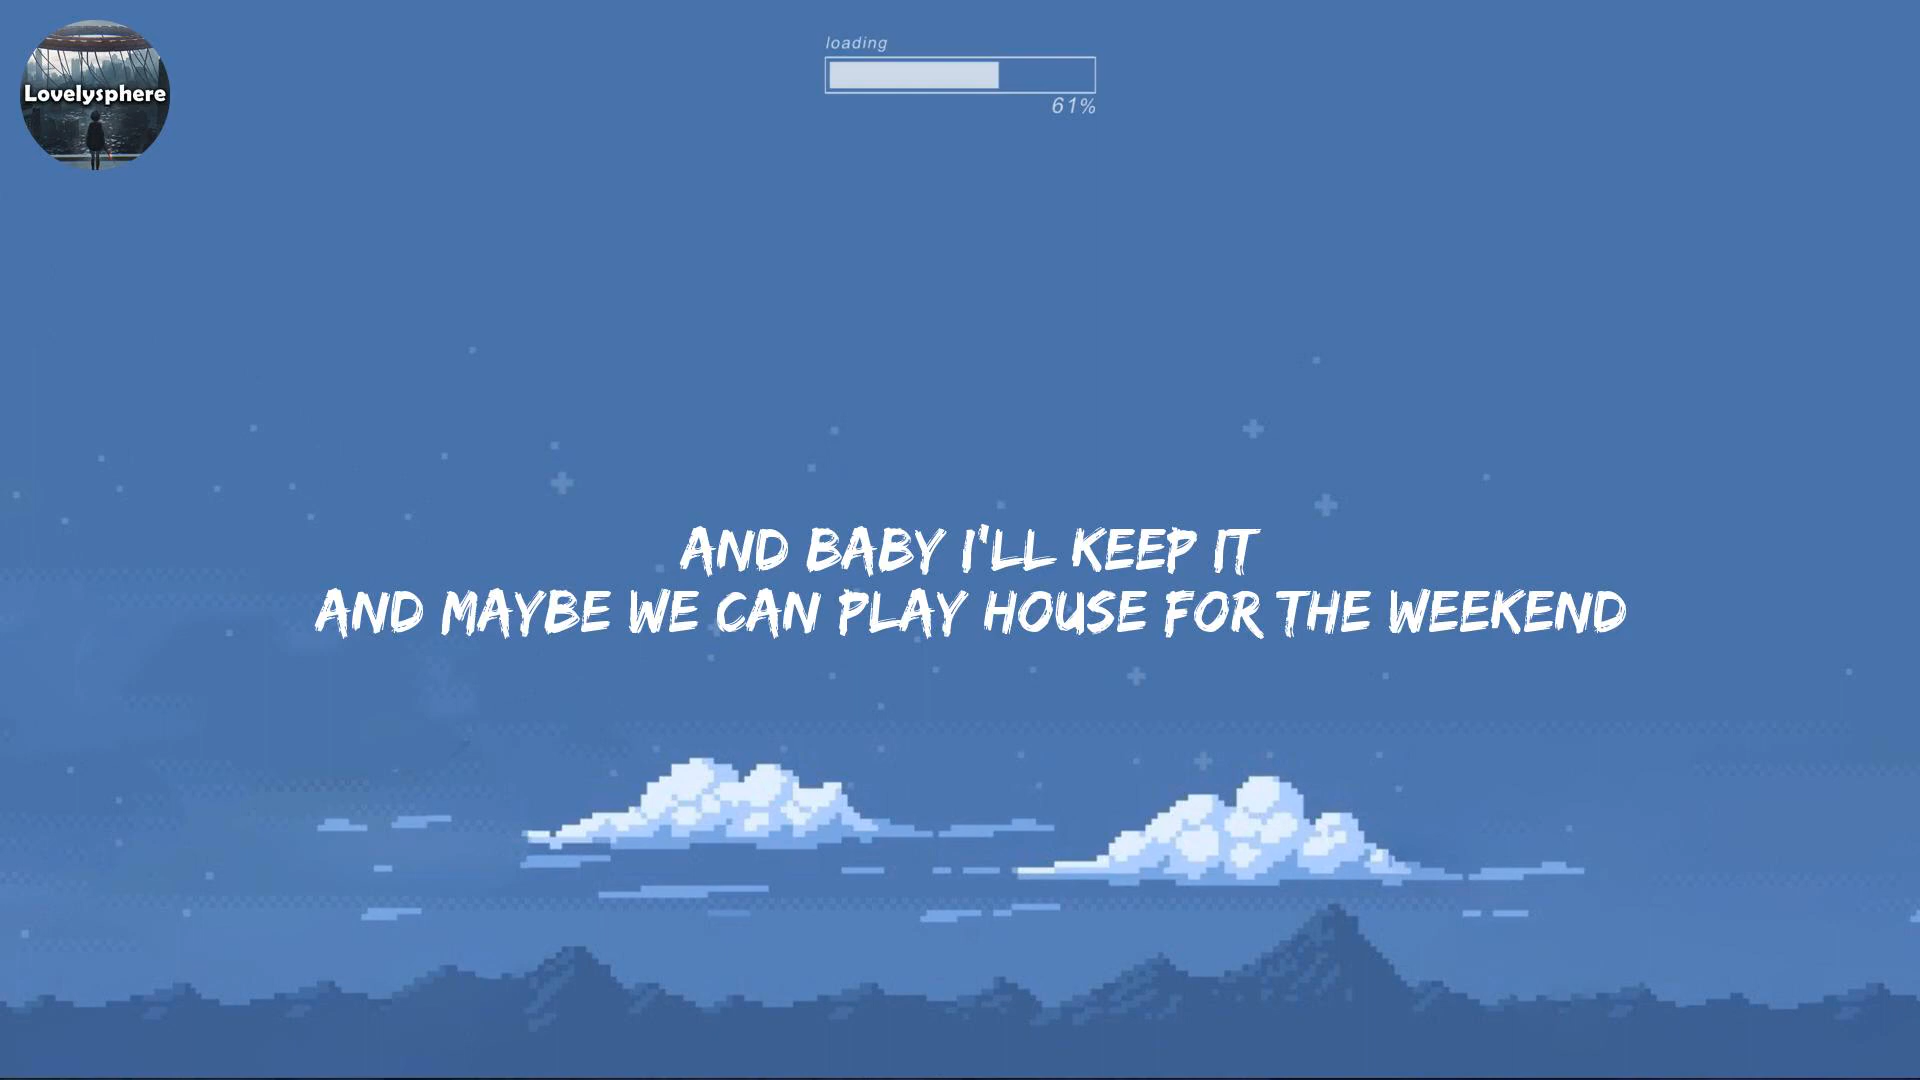 Lovelysphere
loading
61%
AND BABY I'LL KEEP IT
AND MAYBE WE CAN PLAY HOUSE FOR THE WEEKEND